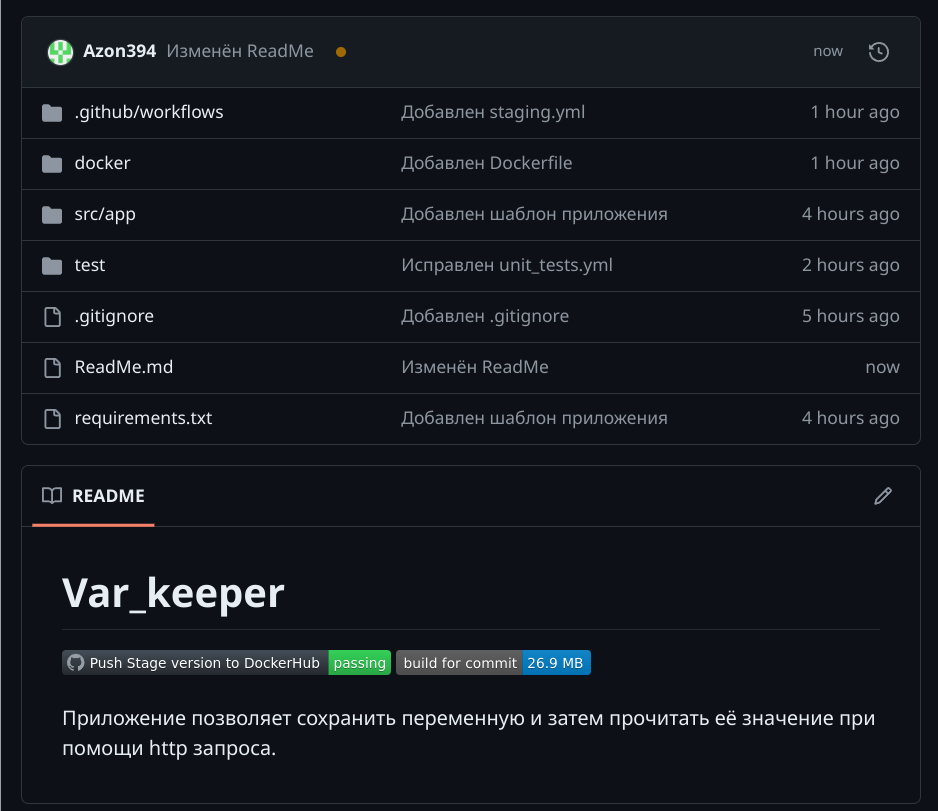 Azon394 Изменён ReadMe now
.github/workflows Добавлен staging.yml 1 hour ago
docker Добавлен Dockerfile 1 hour ago
src/app Добавлен шаблон приложения 4 hours ago
test Исправлен unit_tests.yml 2 hours ago
.gitignore Добавлен .gitignore 5 hours ago
ReadMe.md Изменён ReadMe now
requirements.txt Добавлен шаблон приложения 4 hours ago
README
Var_keeper
Push Stage version to DockerHub passing build for commit 26.9 MB
Приложение позволяет сохранить переменную и затем прочитать её значение при
помощи http запроса.